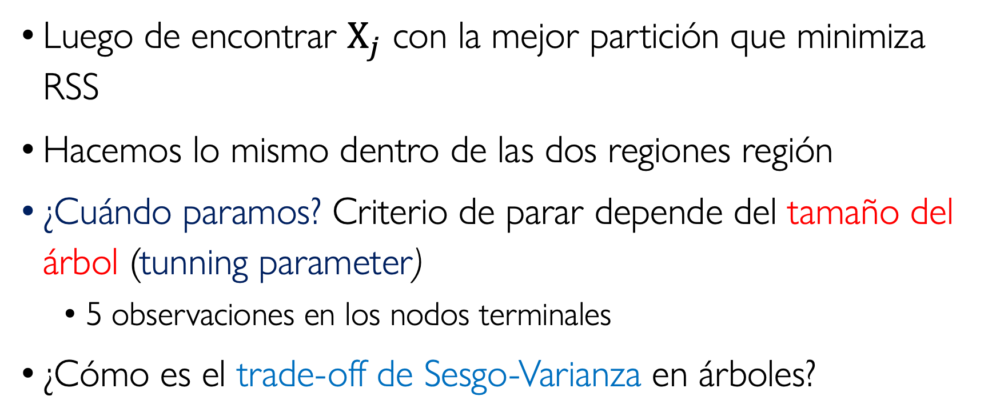 • Luego de encontrar X_j con la mejor partición que minimiza
RSS
• Hacemos lo mismo dentro de las dos regiones región
• ¿Cuándo paramos? Criterio de parar depende del tamaño del
árbol (tunning parameter)
• 5 observaciones en los nodos terminales
• ¿Cómo es el trade-off de Sesgo-Varianza en árboles?